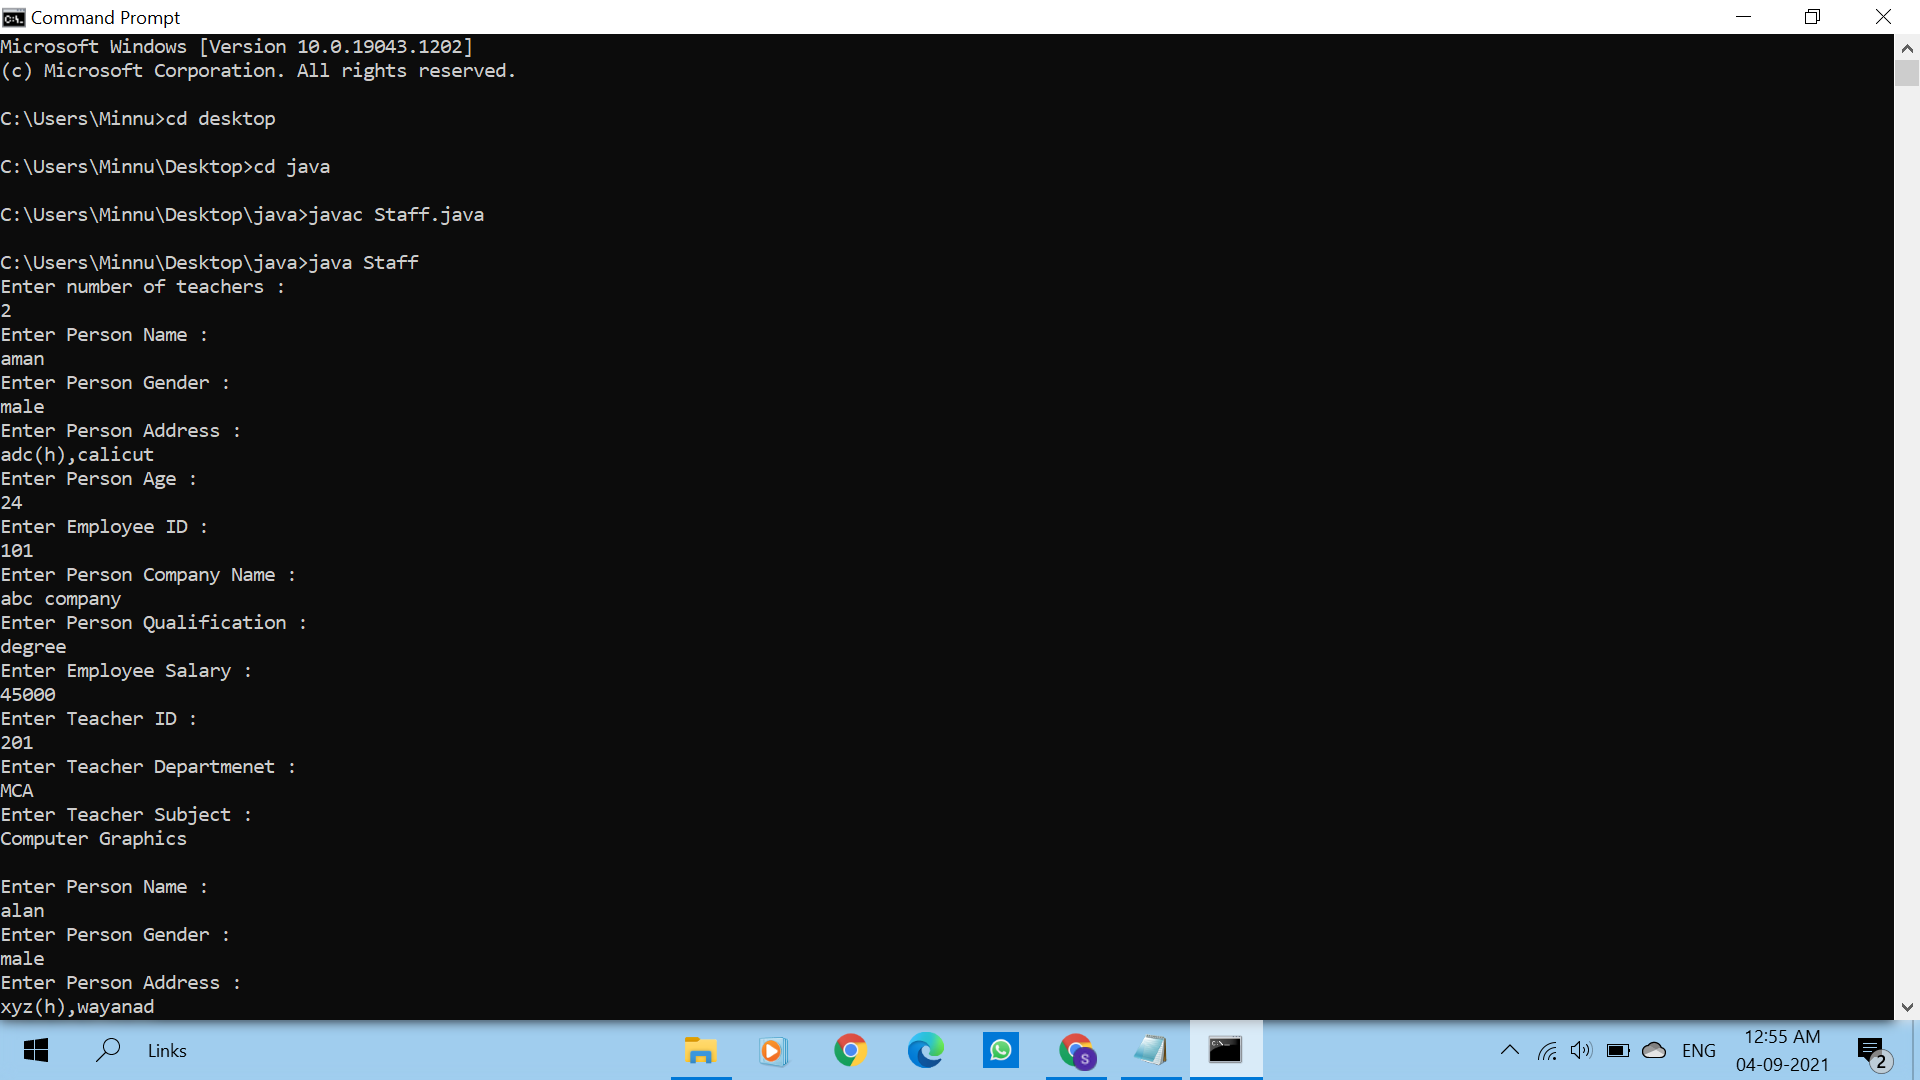 Command Prompt
Microsoft Windows [Version 10.0.19043.1202]
(c) Microsoft Corporation. All rights reserved.
C:\Users\Minnu>cd desktop
C:\Users\Minnu\Desktop>cd java
C:\Users\Minnu\Desktop\java>javac Staff.java
C:\Users\Minnu\Desktop\java>java Staff
Enter number of teachers :
2
Enter Person Name :
aman
Enter Person Gender :
male
Enter Person Address :
adc(h),calicut
Enter Person Age :
24
Enter Employee ID :
101
Enter Person Company Name :
abc company
Enter Person Qualification :
degree
Enter Employee Salary :
45000
Enter Teacher ID :
201
Enter Teacher Departmenet :
MCA
Enter Teacher Subject :
Computer Graphics
Enter Person Name :
alan
Enter Person Gender :
male
Enter Person Address :
xyz(h),wayanad
Links
S
ENG
12:55 AM
04-09-2021
2